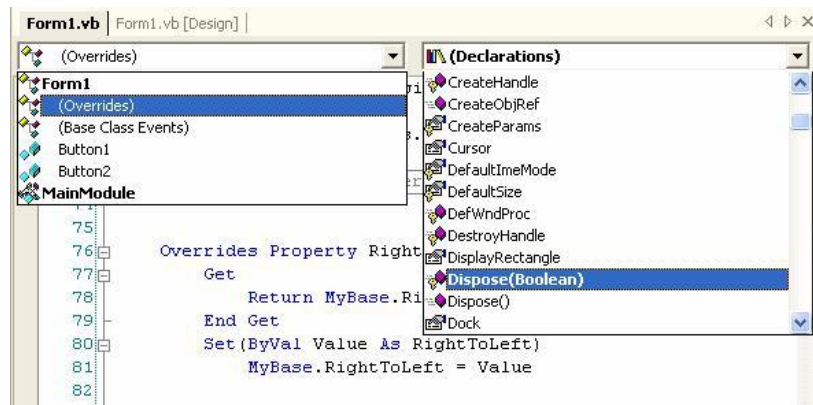 Form1.vb Form1.vb [Design]
(Overrides)
(Declarations)
Form1
(Overrides)
(Base Class Events)
Button1
Button2
MainModule
CreateHandle
CreateObjRef
CreateParams
Cursor
DefaultImeMode
DefaultSize
DefWndProc
DestroyHandle
DisplayRectangle
Dispose(Boolean)
Dispose()
Dock
75
76 Overrides Property Right
77 Get
78 Return MyBase.Ri
79 End Get
80 Set(ByVal Value As RightToLeft)
81 MyBase.RightToLeft = Value
82